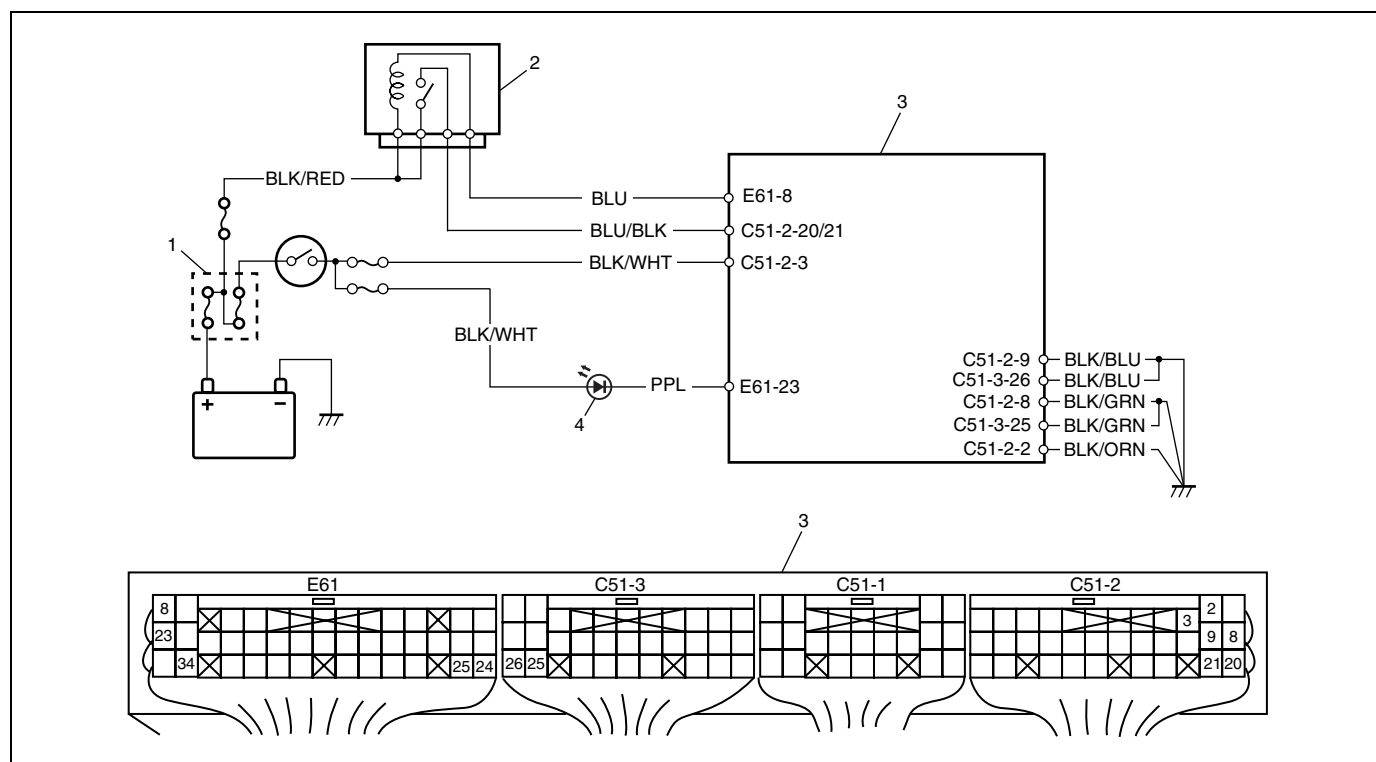 2
3
BLK/RED
BLU
E61-8
BLU/BLK
C51-2-20/21
1
BLK/WHT
C51-2-3
BLK/WHT
C51-2-9
BLK/BLU
PPL
E61-23
C51-3-26
BLK/BLU
+
−
C51-2-8
BLK/GRN
4
C51-3-25
BLK/GRN
C51-2-2
BLK/ORN
3
E61
C51-3
C51-1
C51-2
8
2
3
23
9 8
34
25 24
26 25
21 20